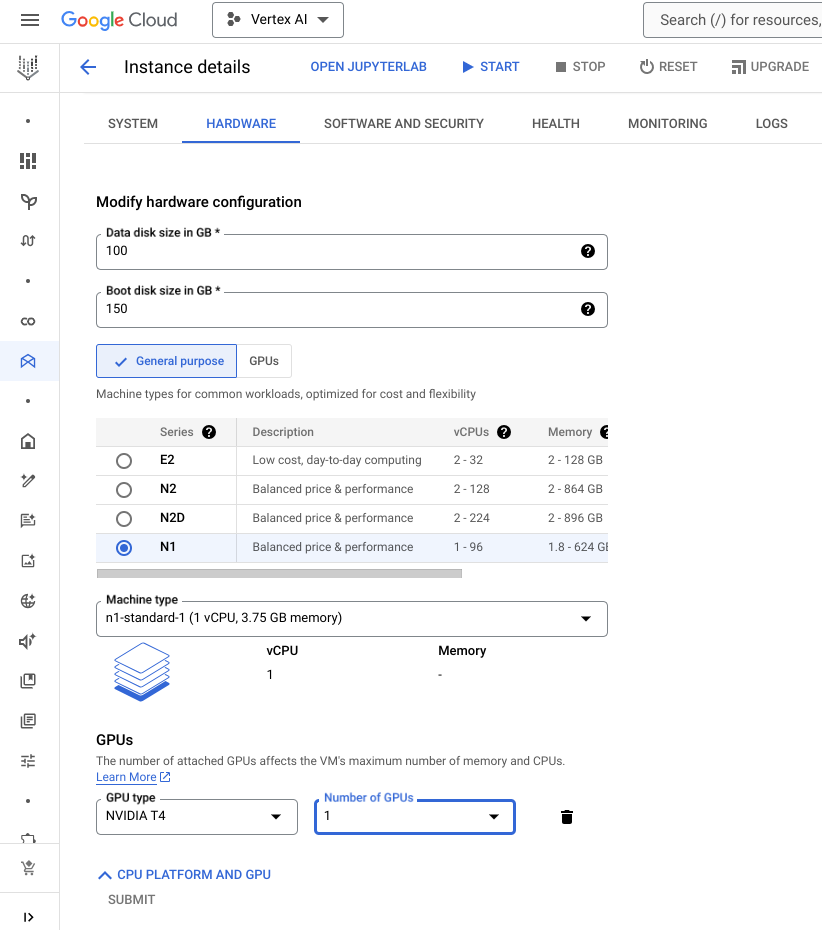 Google Cloud
Vertex AI
Search (/) for resources,
Instance details
OPEN JUPYTERLAB
START
STOP
RESET
UPGRADE
SYSTEM
HARDWARE
SOFTWARE AND SECURITY
HEALTH
MONITORING
LOGS
Modify hardware configuration
Data disk size in GB *
100
Boot disk size in GB *
150
General purpose
GPUs
Machine types for common workloads, optimized for cost and flexibility
Series Description vCPUs Memory
E2 Low cost, day-to-day computing 2 - 32 2 - 128 GB
N2 Balanced price & performance 2 - 128 2 - 864 GB
N2D Balanced price & performance 2 - 224 2 - 896 GB
N1 Balanced price & performance 1 - 96 1.8 - 624 GB
Machine type
n1-standard-1 (1 vCPU, 3.75 GB memory)
vCPU Memory
1 -
GPUs
The number of attached GPUs affects the VM's maximum number of memory and CPUs.
Learn More
GPU type
NVIDIA T4
Number of GPUs
1
CPU PLATFORM AND GPU
SUBMIT